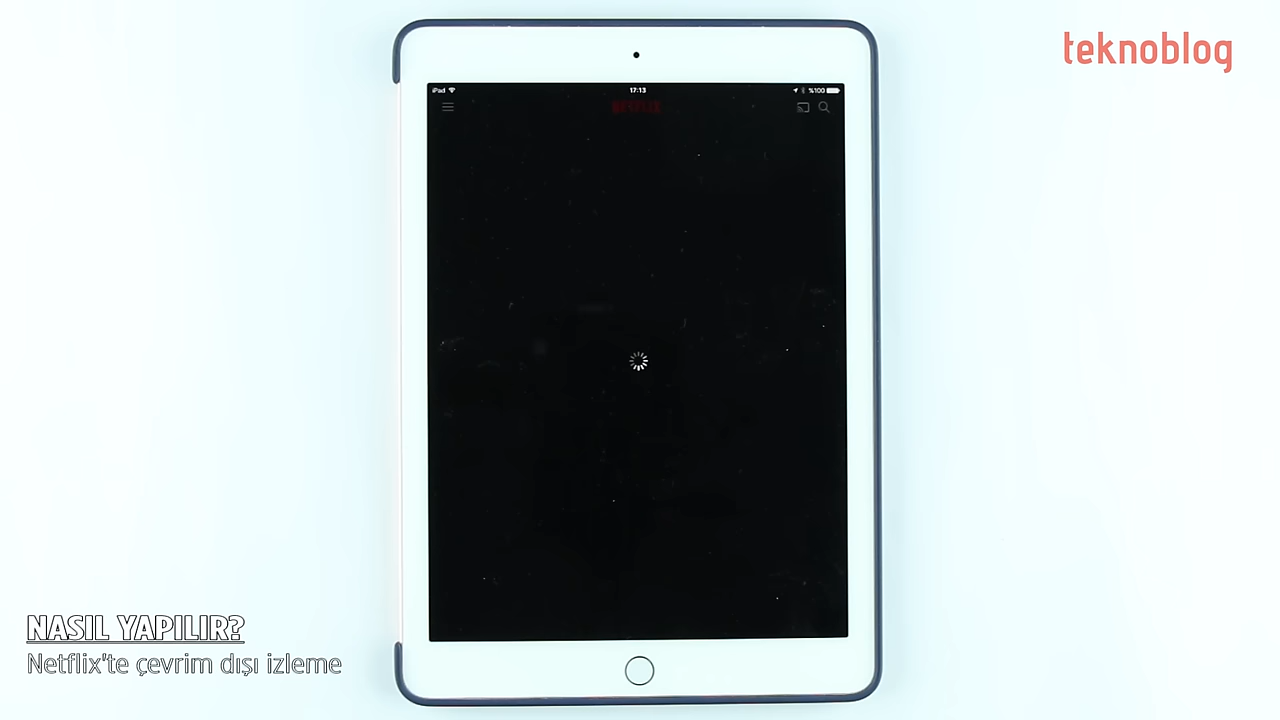 teknoblog
iPad 17:13 %100
NETFLIX
NASIL YAPILIR?
Netflix'te çevrim dışı izleme